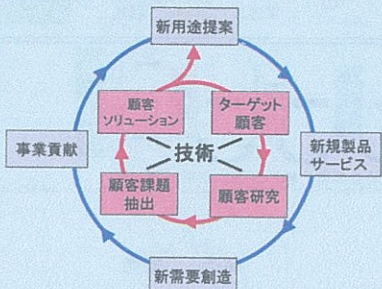 新用途提案
顧客
ソリューション
ターゲット
顧客
事業貢献
技術
新規製品
サービス
顧客課題
抽出
顧客研究
新需要創造